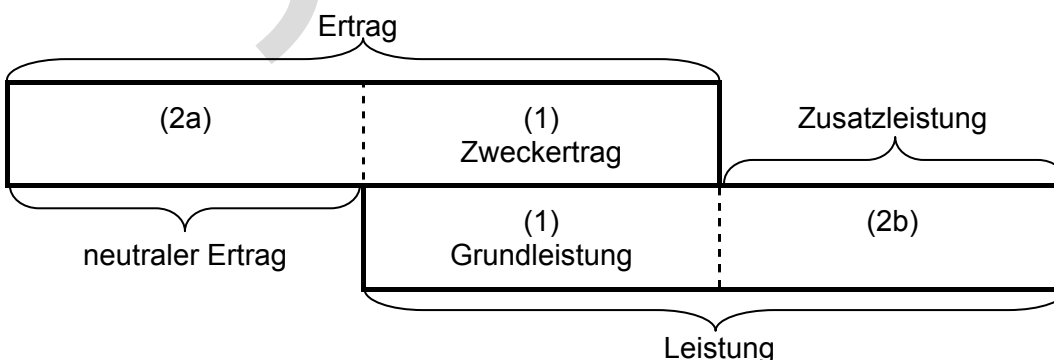 Ertrag
(2a)
(1)
Zweckertrag
Zusatzleistung
neutraler Ertrag
(1)
Grundleistung
(2b)
Leistung